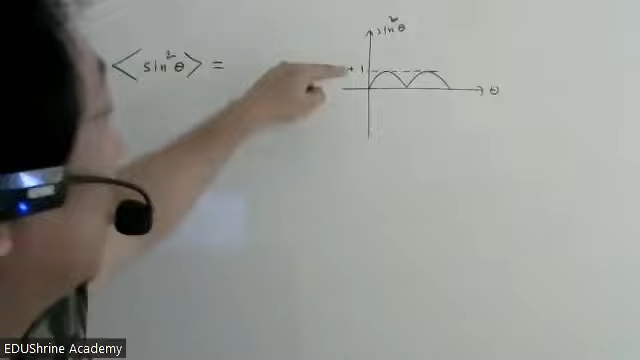 <sin²θ> =
sin²θ
+1
θ
EDUShrine Academy